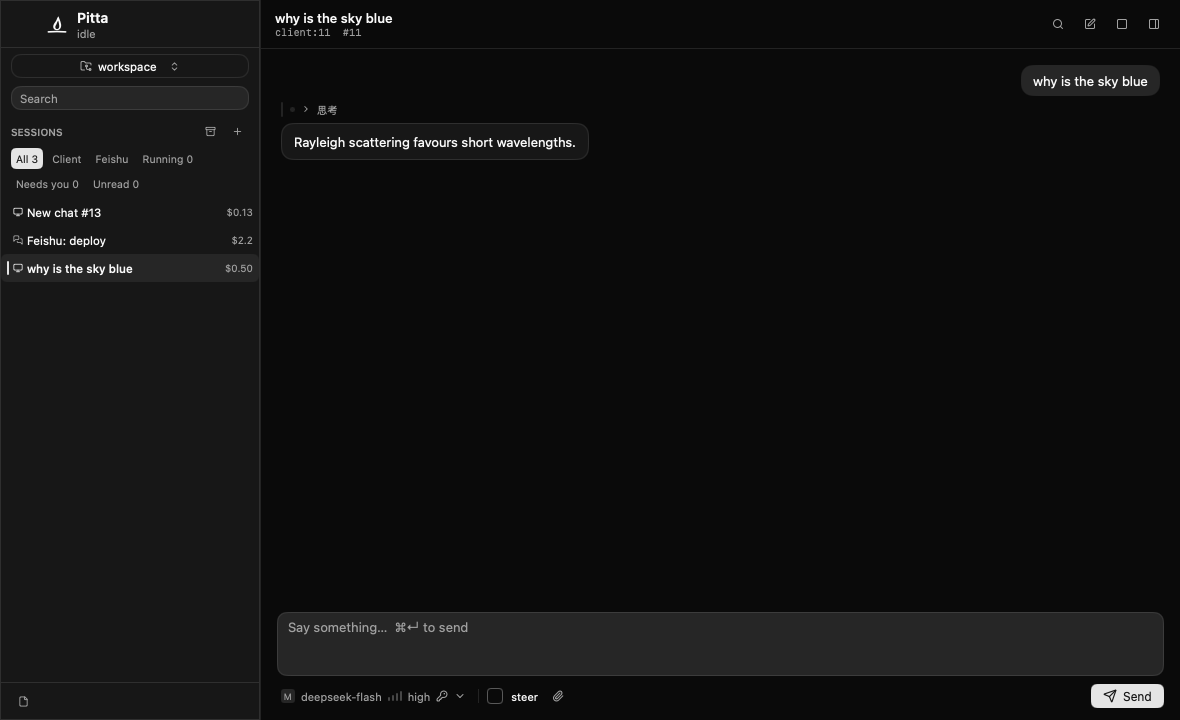 Pitta
idle
workspace
Search
SESSIONS
All 3 Client Feishu Running 0
Needs you 0 Unread 0
New chat #13 $0.13
Feishu: deploy $2.2
why is the sky blue $0.50
why is the sky blue
client:11 #11
why is the sky blue
思考
Rayleigh scattering favours short wavelengths.
Say something... ⌘↵ to send
M deepseek-flash high steer Send